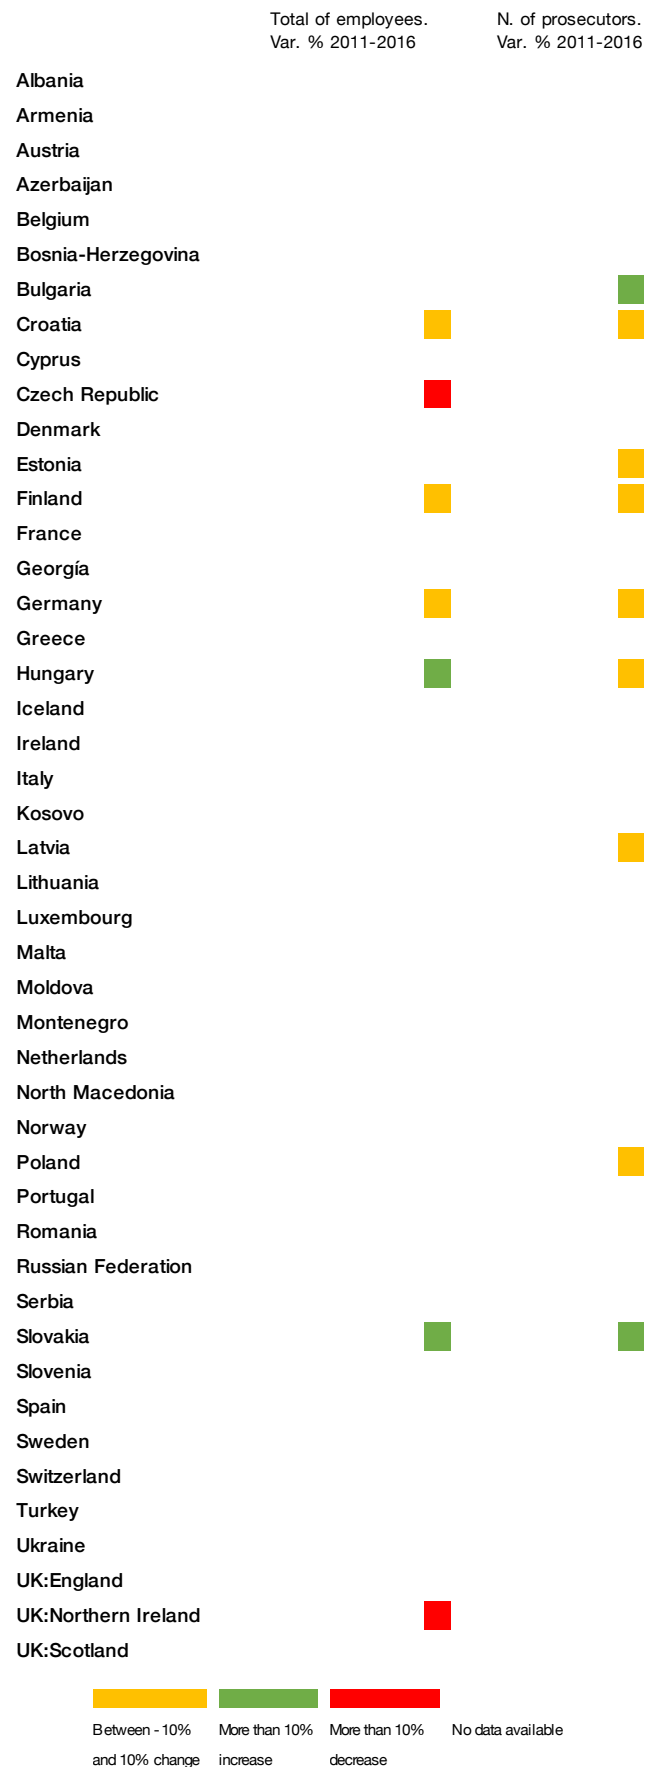 Total of employees. N. of prosecutors.
Var. % 2011-2016 Var. % 2011-2016
Albania
Armenia
Austria
Azerbaijan
Belgium
Bosnia-Herzegovina
Bulgaria
Croatia
Cyprus
Czech Republic
Denmark
Estonia
Finland
France
Georgía
Germany
Greece
Hungary
Iceland
Ireland
Italy
Kosovo
Latvia
Lithuania
Luxembourg
Malta
Moldova
Montenegro
Netherlands
North Macedonia
Norway
Poland
Portugal
Romania
Russian Federation
Serbia
Slovakia
Slovenia
Spain
Sweden
Switzerland
Turkey
Ukraine
UK:England
UK:Northern Ireland
UK:Scotland
Between - 10% More than 10% More than 10% No data available
and 10% change increase decrease